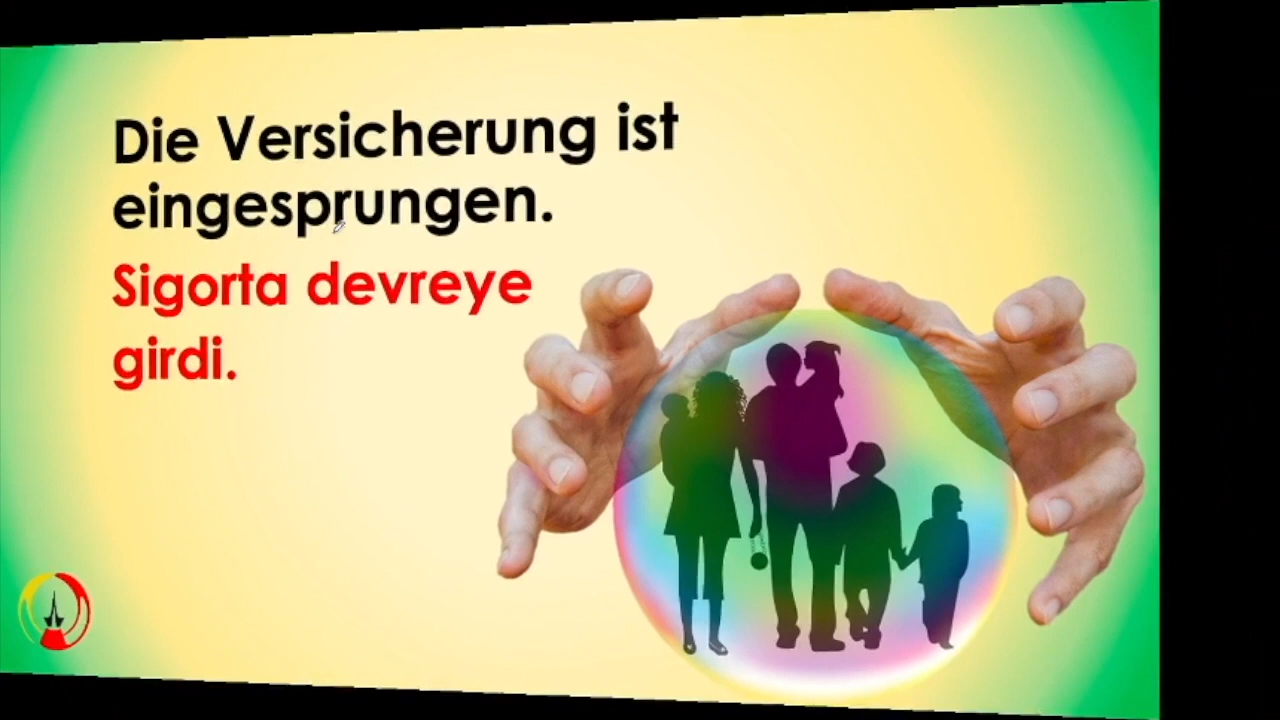 Die Versicherung ist
eingesprungen.
Sigorta devreye
girdi.